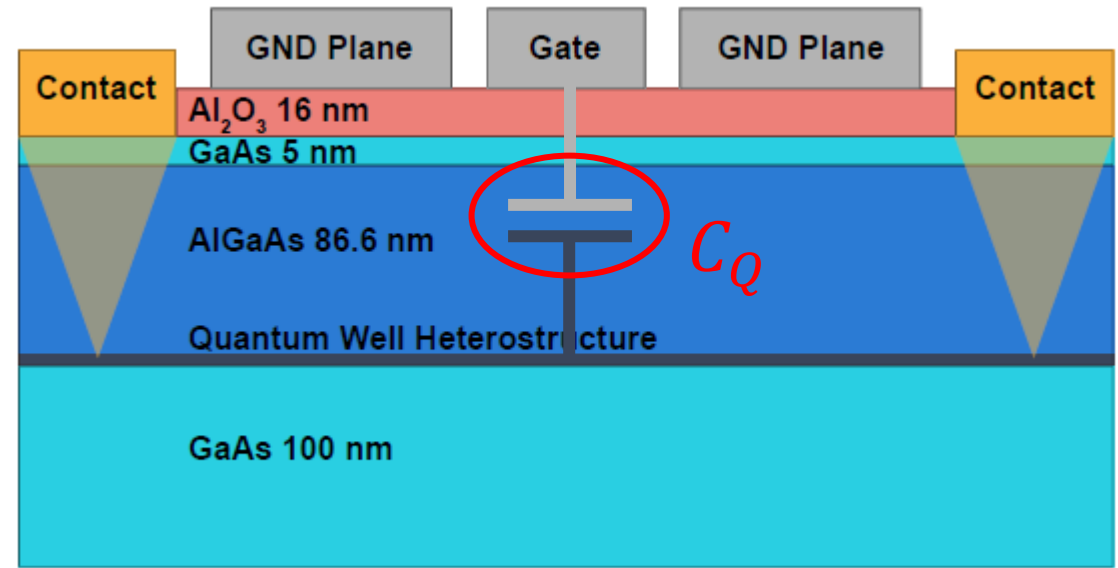 GND Plane
Gate
GND Plane
Contact
Contact
Al₂O₃ 16 nm
GaAs 5 nm
AlGaAs 86.6 nm
C_Q
Quantum Well Heterostructure
GaAs 100 nm